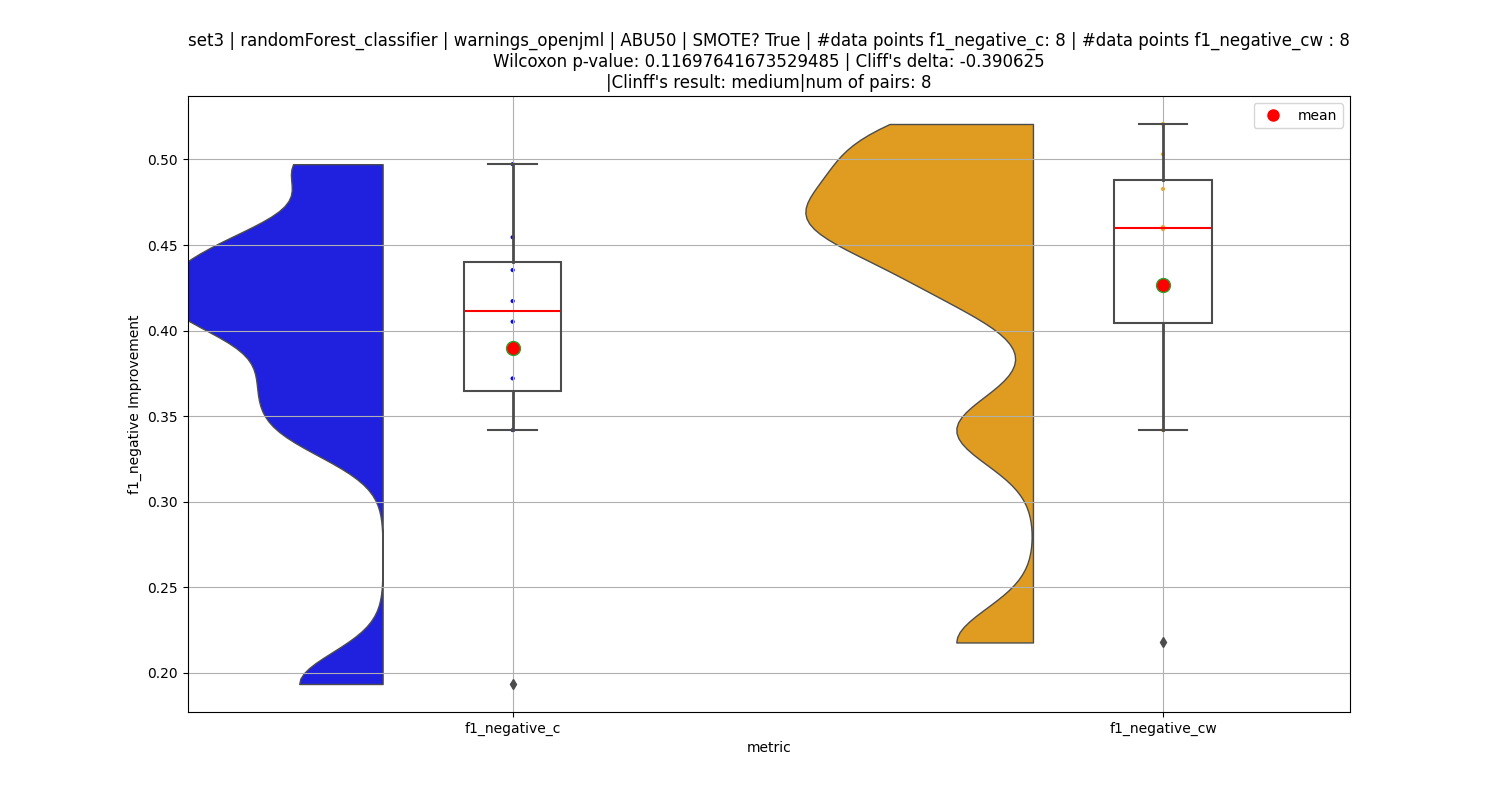 set3 | randomForest_classifier | warnings_openjml | ABU50 | SMOTE? True | #data points f1_negative_c: 8 | #data points f1_negative_cw : 8
Wilcoxon p-value: 0.11697641673529485 | Cliff's delta: -0.390625
|Clinff's result: medium|num of pairs: 8
mean
f1_negative Improvement
0.50
0.45
0.40
0.35
0.30
0.25
0.20
f1_negative_c
f1_negative_cw
metric